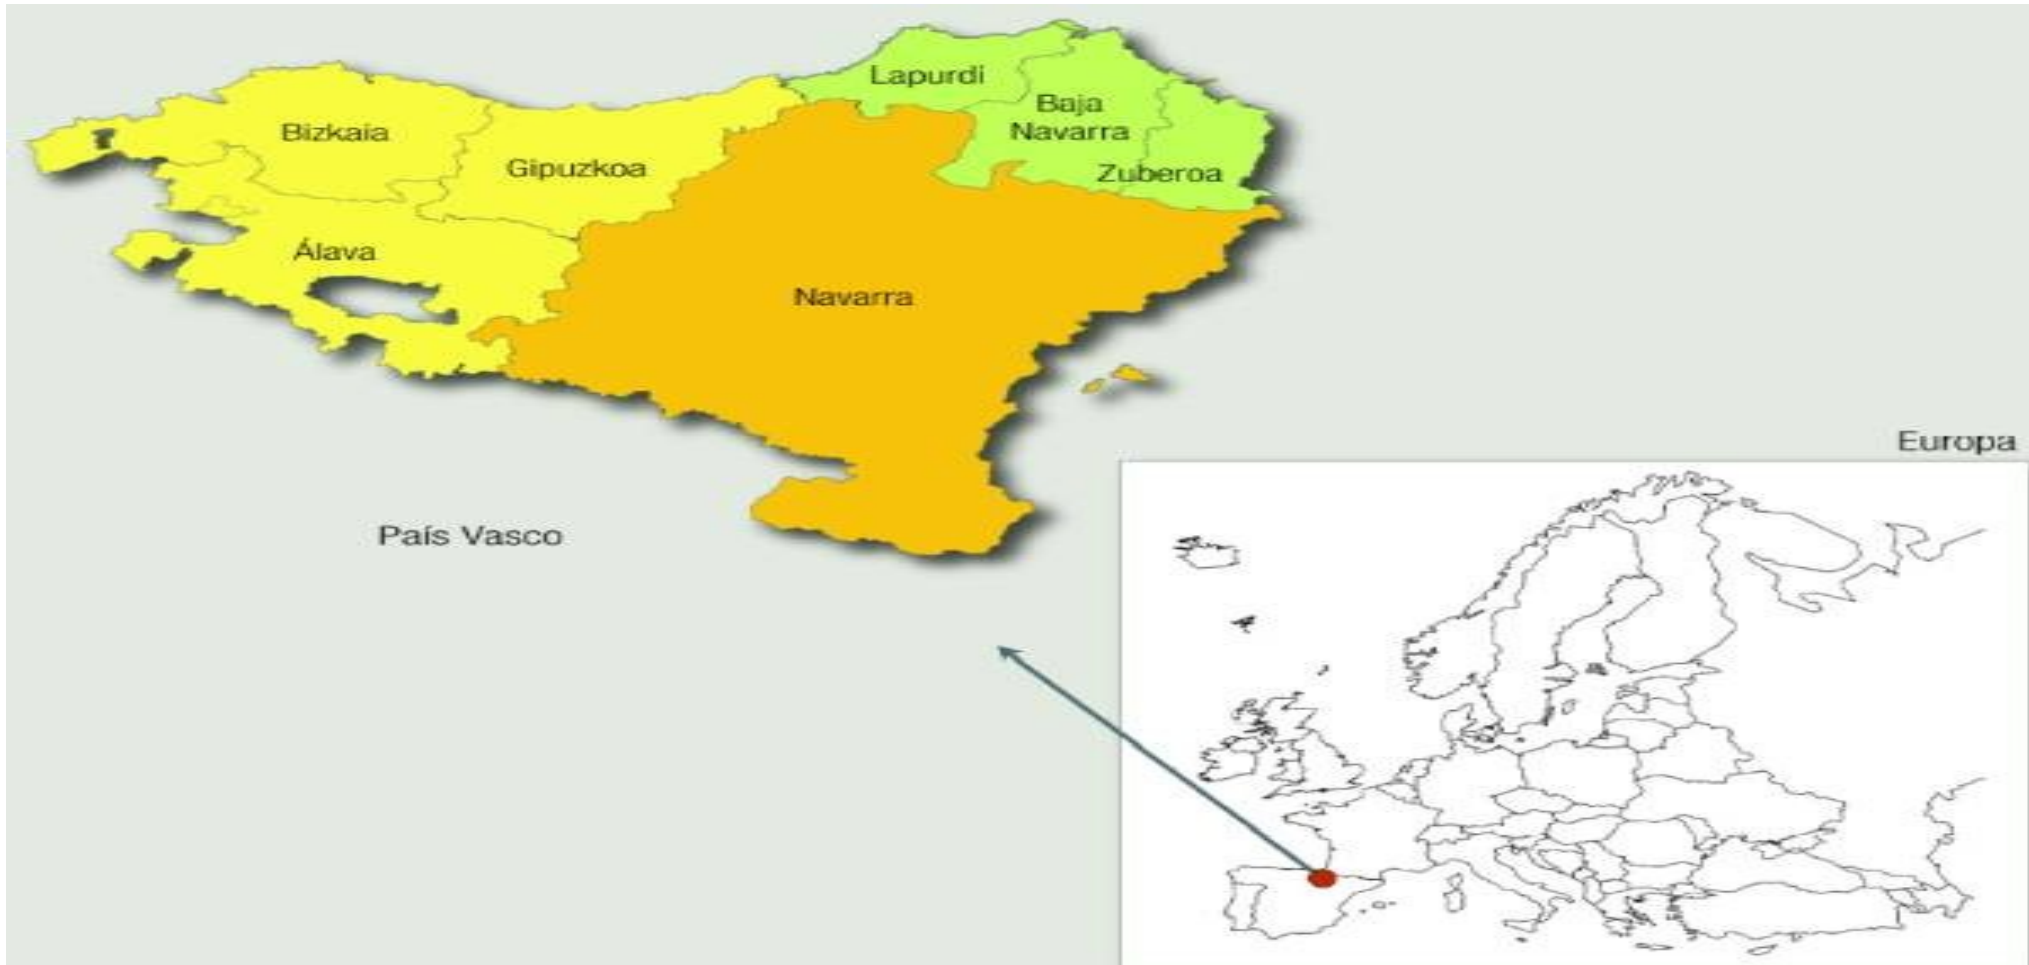 Lapurdi
Baja
Navarra
Bizkaia
Gipuzkoa
Zuberoa
Álava
Navarra
Europa
País Vasco